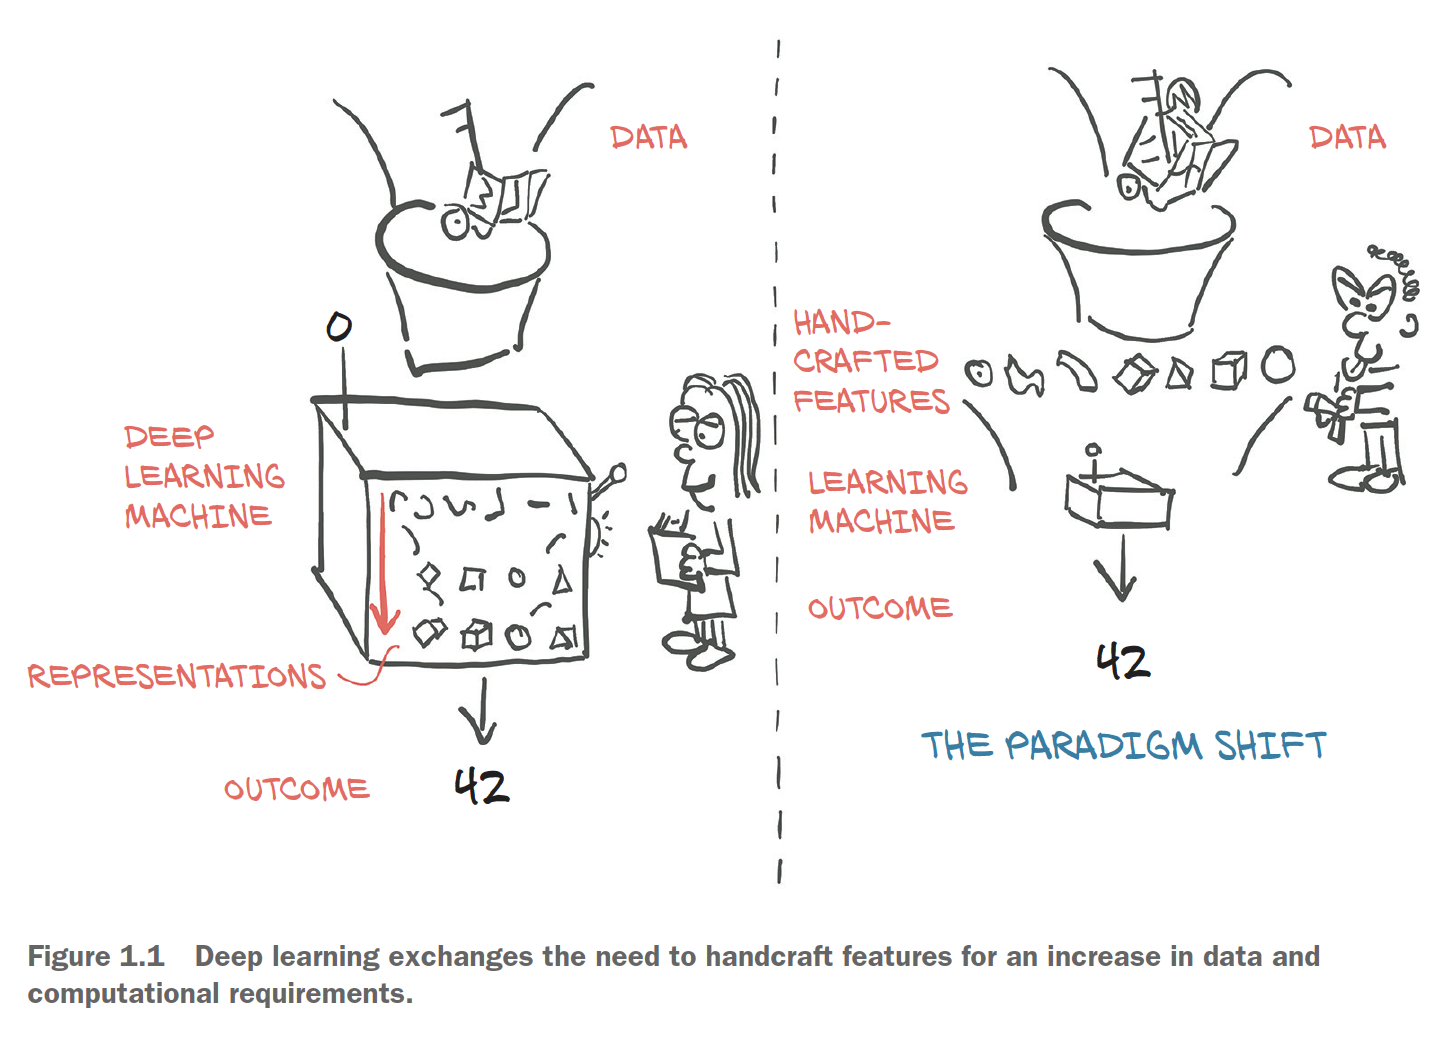 DATA
0
DEEP
LEARNING
MACHINE
REPRESENTATIONS
OUTCOME
42
DATA
HAND-
CRAFTED
FEATURES
LEARNING
MACHINE
OUTCOME
42
THE PARADIGM SHIFT
Figure 1.1 Deep learning exchanges the need to handcraft features for an increase in data and
computational requirements.